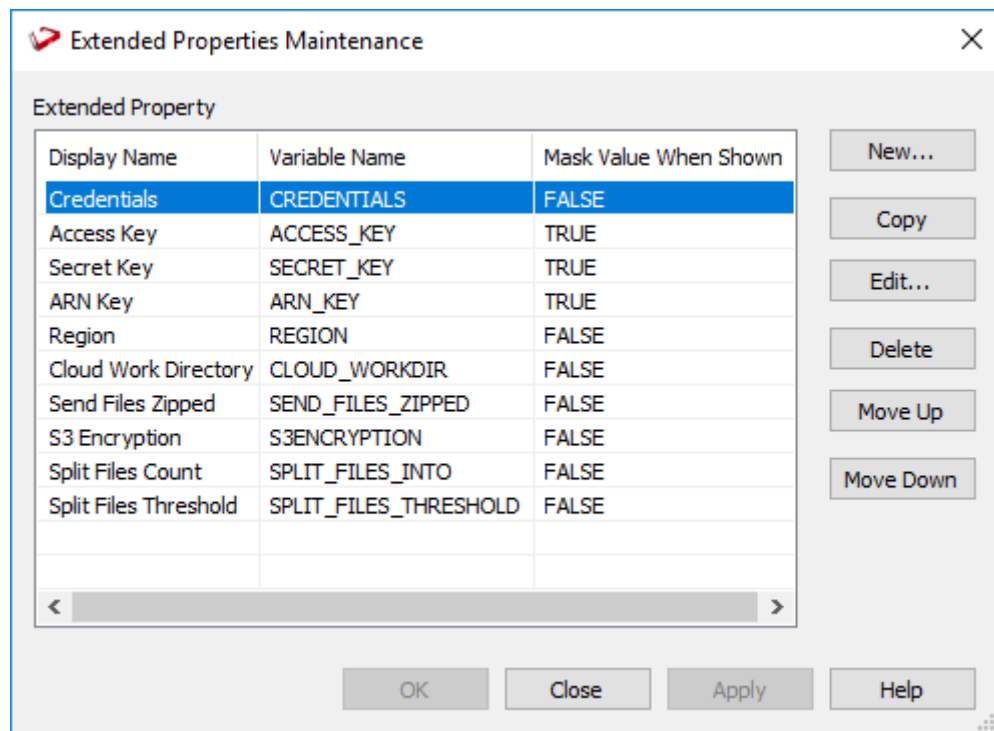 Extended Properties Maintenance
Extended Property
Display Name Variable Name Mask Value When Shown
Credentials CREDENTIALS FALSE
Access Key ACCESS_KEY TRUE
Secret Key SECRET_KEY TRUE
ARN Key ARN_KEY TRUE
Region REGION FALSE
Cloud Work Directory CLOUD_WORKDIR FALSE
Send Files Zipped SEND_FILES_ZIPPED FALSE
S3 Encryption S3ENCRYPTION FALSE
Split Files Count SPLIT_FILES_INTO FALSE
Split Files Threshold SPLIT_FILES_THRESHOLD FALSE
New...
Copy
Edit...
Delete
Move Up
Move Down
OK Close Apply Help